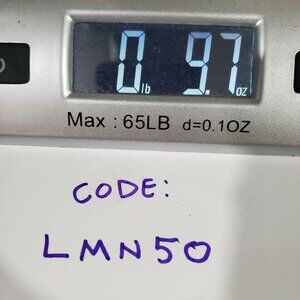 0 lb 9.7 oz
Max : 65LB d=0.1OZ
CODE:
LMN50